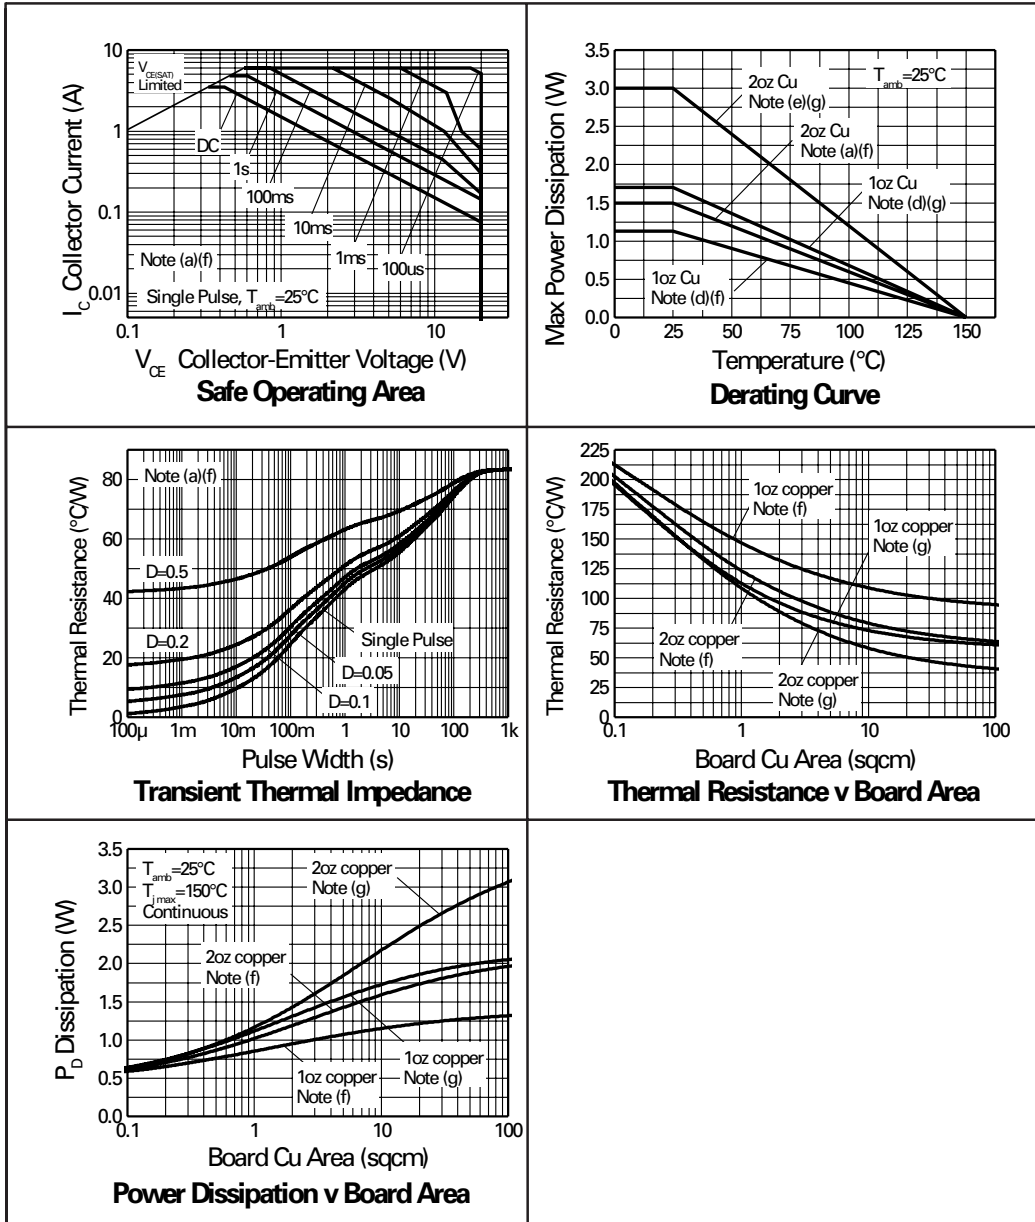 10
1
0.1
0.01
I_C Collector Current (A)
V_CE(SAT)
Limited
DC
1s
100ms
10ms
1ms
100us
Note (a)(f)
Single Pulse, T_amb=25°C
0.1
1
10
V_CE Collector-Emitter Voltage (V)
Safe Operating Area
3.5
3.0
2.5
2.0
1.5
1.0
0.5
0.0
Max Power Dissipation (W)
T_amb=25°C
2oz Cu
Note (e)(g)
2oz Cu
Note (a)(f)
1oz Cu
Note (d)(g)
1oz Cu
Note (d)(f)
0 25 50 75 100 125 150
Temperature (°C)
Derating Curve
80
60
40
20
0
Thermal Resistance (°C/W)
Note (a)(f)
D=0.5
D=0.2
Single Pulse
D=0.05
D=0.1
100µ 1m 10m 100m 1 10 100 1k
Pulse Width (s)
Transient Thermal Impedance
225
200
175
150
125
100
75
50
25
0
Thermal Resistance (°C/W)
1oz copper
Note (f)
1oz copper
Note (g)
2oz copper
Note (f)
2oz copper
Note (g)
0.1 1 10 100
Board Cu Area (sqcm)
Thermal Resistance v Board Area
3.5
3.0
2.5
2.0
1.5
1.0
0.5
0.0
P_D Dissipation (W)
T_amb=25°C
T_j max=150°C
Continuous
2oz copper
Note (g)
2oz copper
Note (f)
1oz copper
Note (g)
1oz copper
Note (f)
0.1 1 10 100
Board Cu Area (sqcm)
Power Dissipation v Board Area